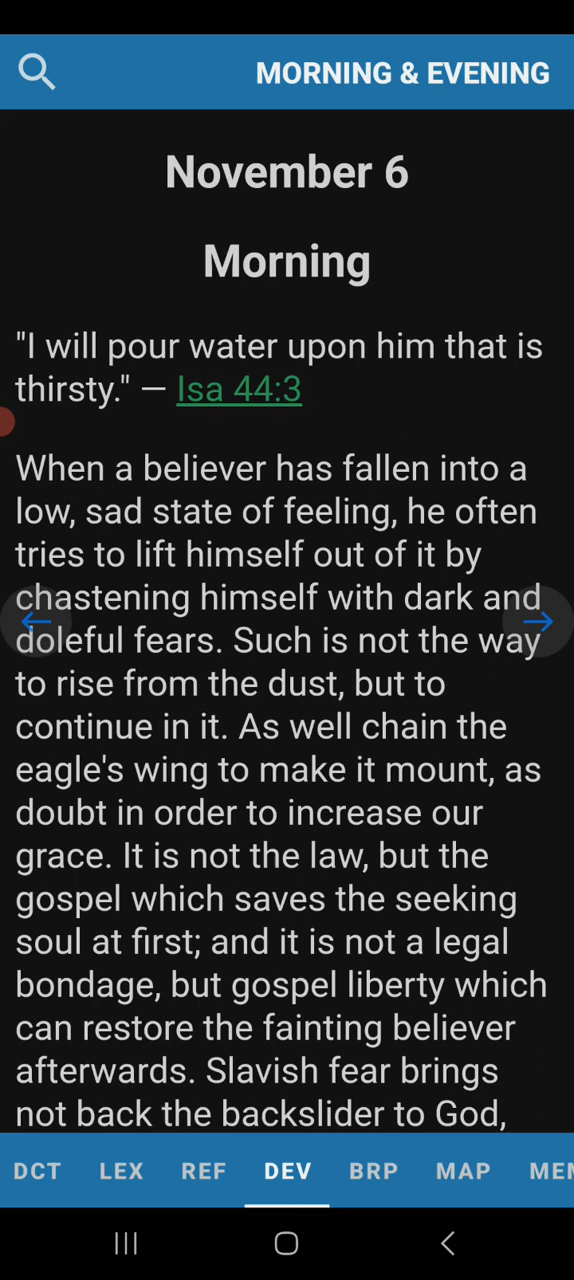 MORNING & EVENING
November 6
Morning
"I will pour water upon him that is
thirsty." — Isa 44:3
When a believer has fallen into a
low, sad state of feeling, he often
tries to lift himself out of it by
chastening himself with dark and
doleful fears. Such is not the way
to rise from the dust, but to
continue in it. As well chain the
eagle's wing to make it mount, as
doubt in order to increase our
grace. It is not the law, but the
gospel which saves the seeking
soul at first; and it is not a legal
bondage, but gospel liberty which
can restore the fainting believer
afterwards. Slavish fear brings
not back the backslider to God,
DCT LEX REF DEV BRP MAP